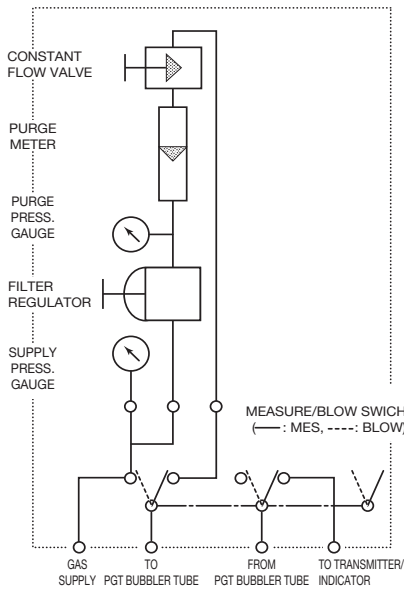 CONSTANT
FLOW VALVE
PURGE
METER
PURGE
PRESS.
GAUGE
FILTER
REGULATOR
SUPPLY
PRESS.
GAUGE
MEASURE/BLOW SWICH
( — : MES, ----: BLOW)
GAS
SUPPLY
TO
PGT BUBBLER TUBE
FROM
PGT BUBBLER TUBE
TO TRANSMITTER/
INDICATOR